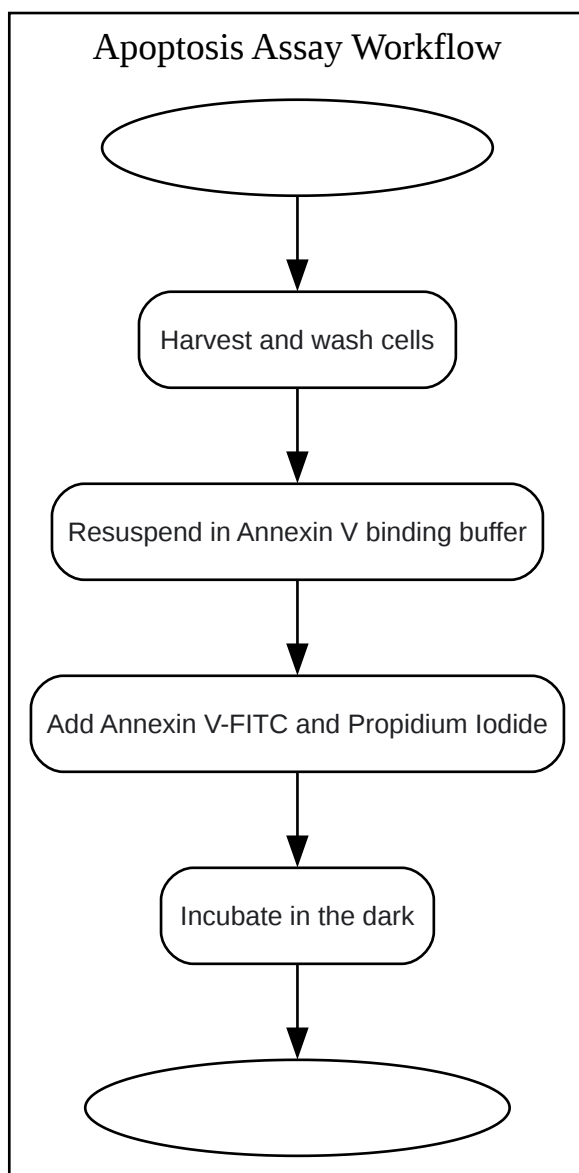 Apoptosis Assay Workflow
Harvest and wash cells
Resuspend in Annexin V binding buffer
Add Annexin V-FITC and Propidium Iodide
Incubate in the dark